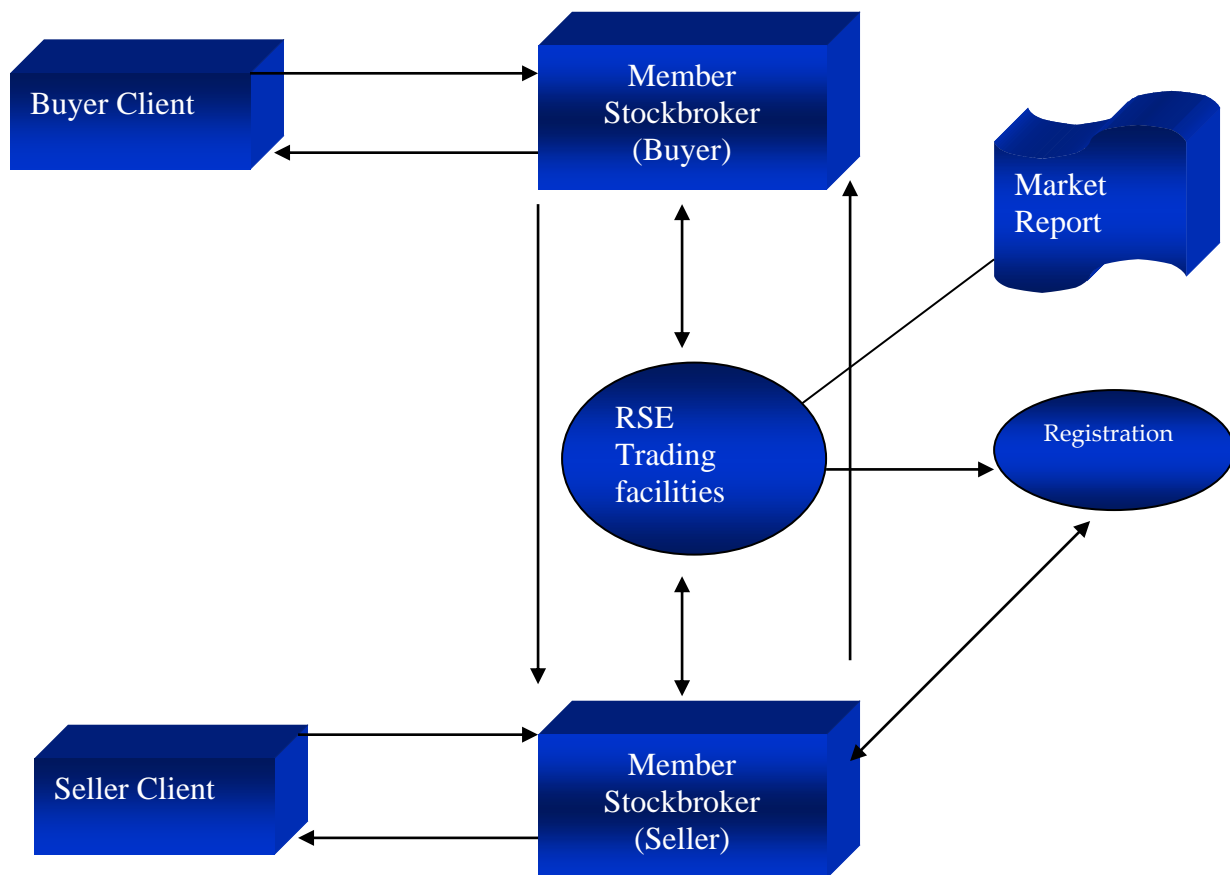 Buyer Client
Member
Stockbroker
(Buyer)
Market
Report
RSE
Trading
facilities
Registration
Seller Client
Member
Stockbroker
(Seller)